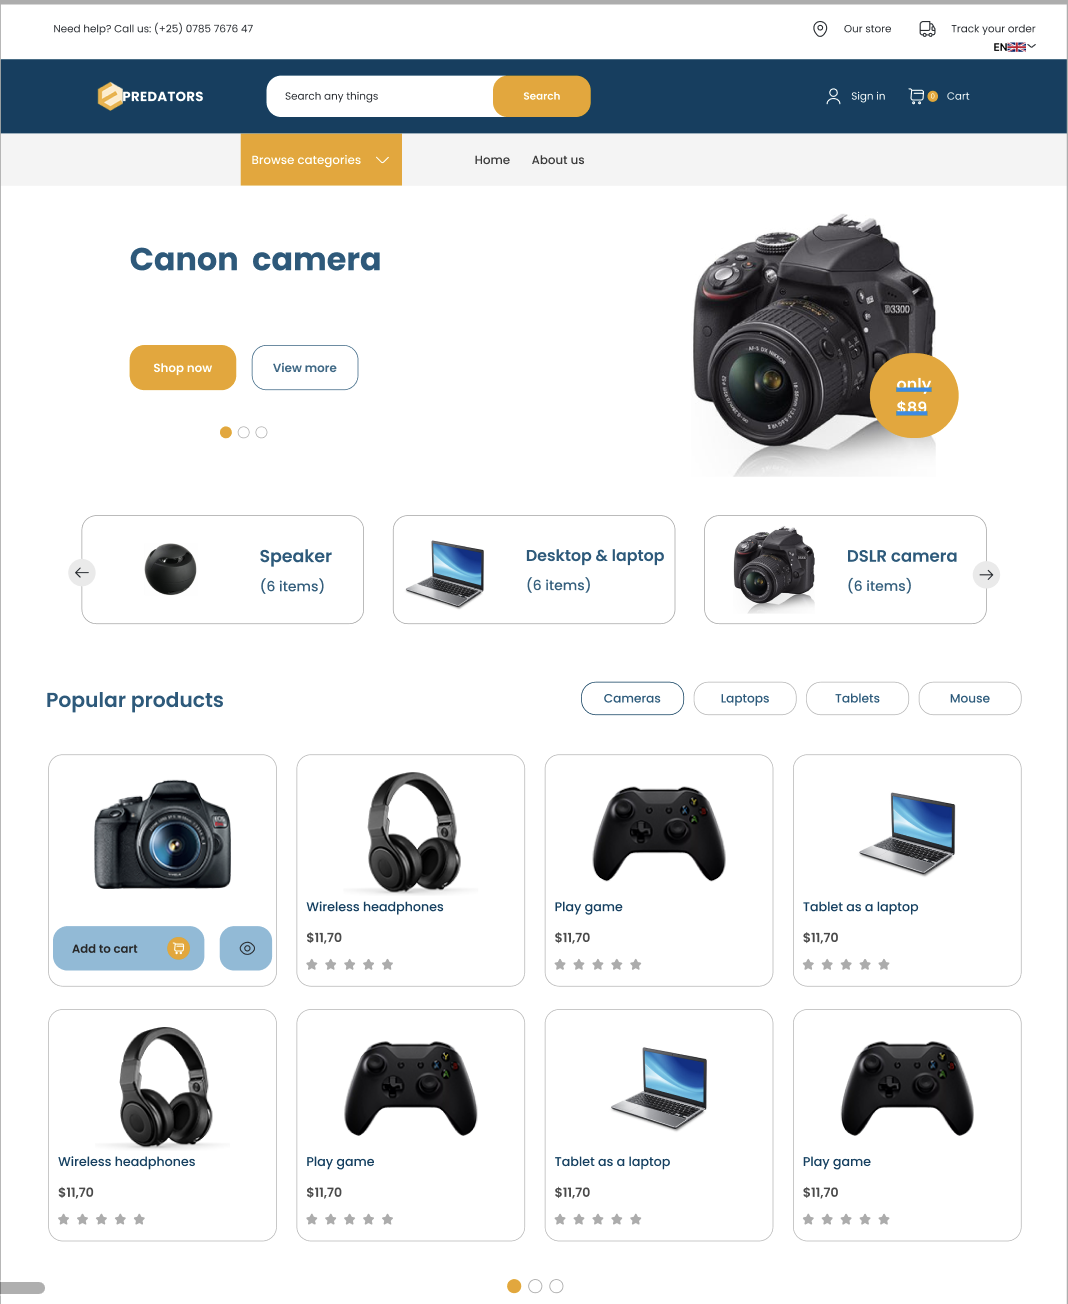 Need help? Call us: (+25) 0785 7676 47
Our store
Track your order
EN
PREDATORS
Search any things
Search
Sign in
0
Cart
Browse categories
Home
About us
Canon camera
Shop now
View more
D3300
AF-S DX NIKKOR
only
$89
Speaker
(6 items)
Desktop & laptop
(6 items)
DSLR camera
(6 items)
Popular products
Cameras
Laptops
Tablets
Mouse
Add to cart
Wireless headphones
$11,70
Play game
$11,70
Tablet as a laptop
$11,70
Wireless headphones
$11,70
Play game
$11,70
Tablet as a laptop
$11,70
Play game
$11,70